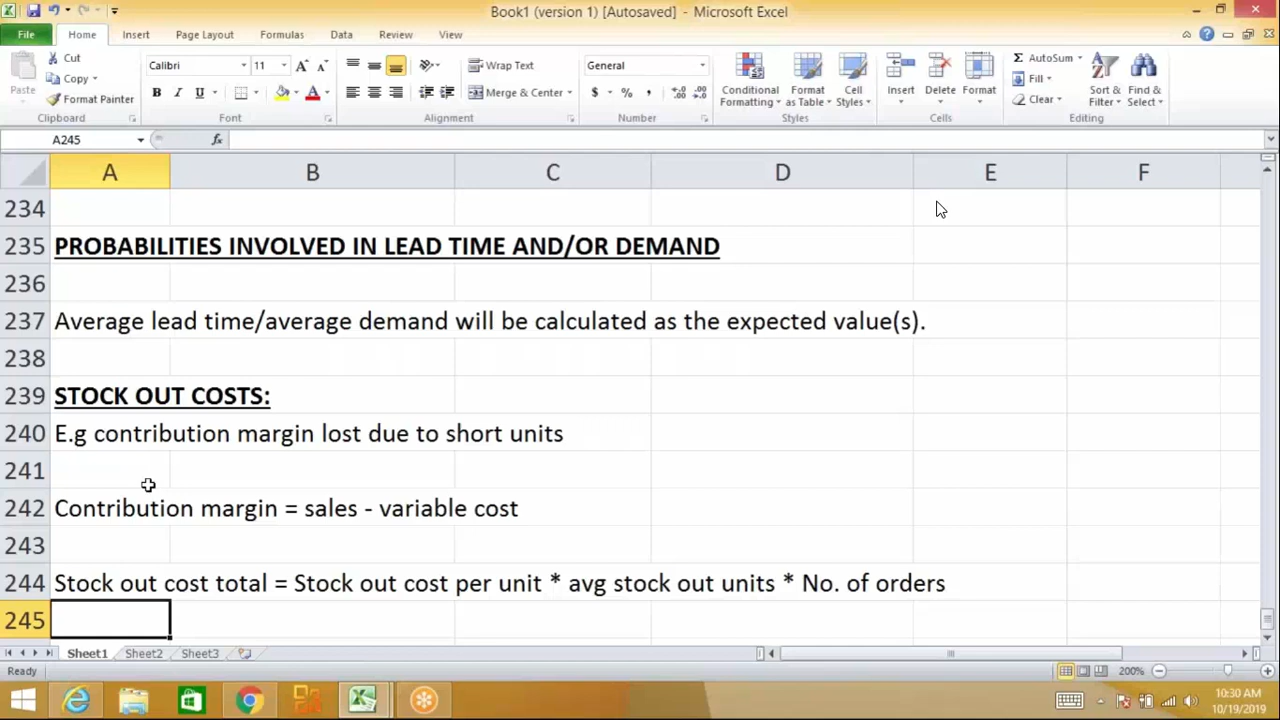 Book1 (version 1) [Autosaved] - Microsoft Excel
File Home Insert Page Layout Formulas Data Review View
Paste Cut Copy Format Painter Clipboard
Calibri 11 B I U A Font
Wrap Text Merge & Center Alignment
General $ % , Number
Conditional Formatting Format as Table Cell Styles Styles
Insert Delete Format Cells
AutoSum Fill Clear Sort & Filter Find & Select Editing
A245 fx
A B C D E F
234
235 PROBABILITIES INVOLVED IN LEAD TIME AND/OR DEMAND
236
237 Average lead time/average demand will be calculated as the expected value(s).
238
239 STOCK OUT COSTS:
240 E.g contribution margin lost due to short units
241
242 Contribution margin = sales - variable cost
243
244 Stock out cost total = Stock out cost per unit * avg stock out units * No. of orders
245
Sheet1 Sheet2 Sheet3
Ready 200%
10:30 AM
10/19/2019